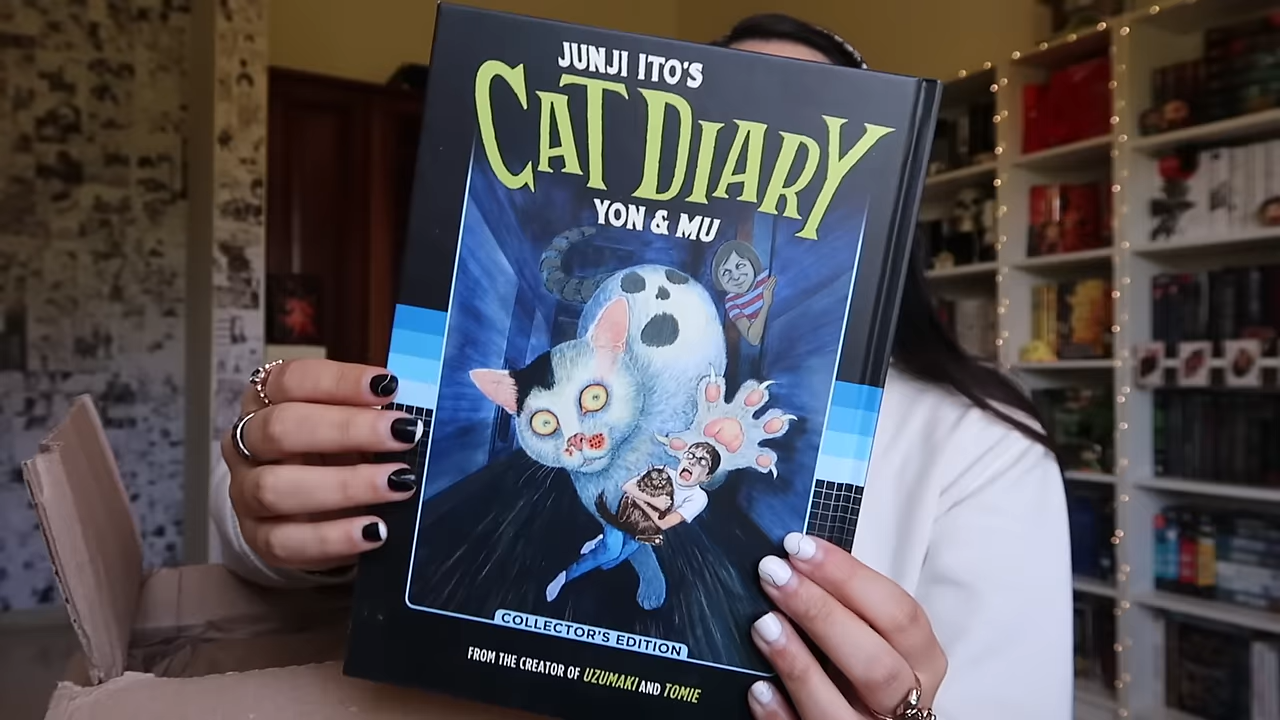 JUNJI ITO'S
CAT DIARY
YON & MU
COLLECTOR'S EDITION
FROM THE CREATOR OF UZUMAKI AND TOMIE